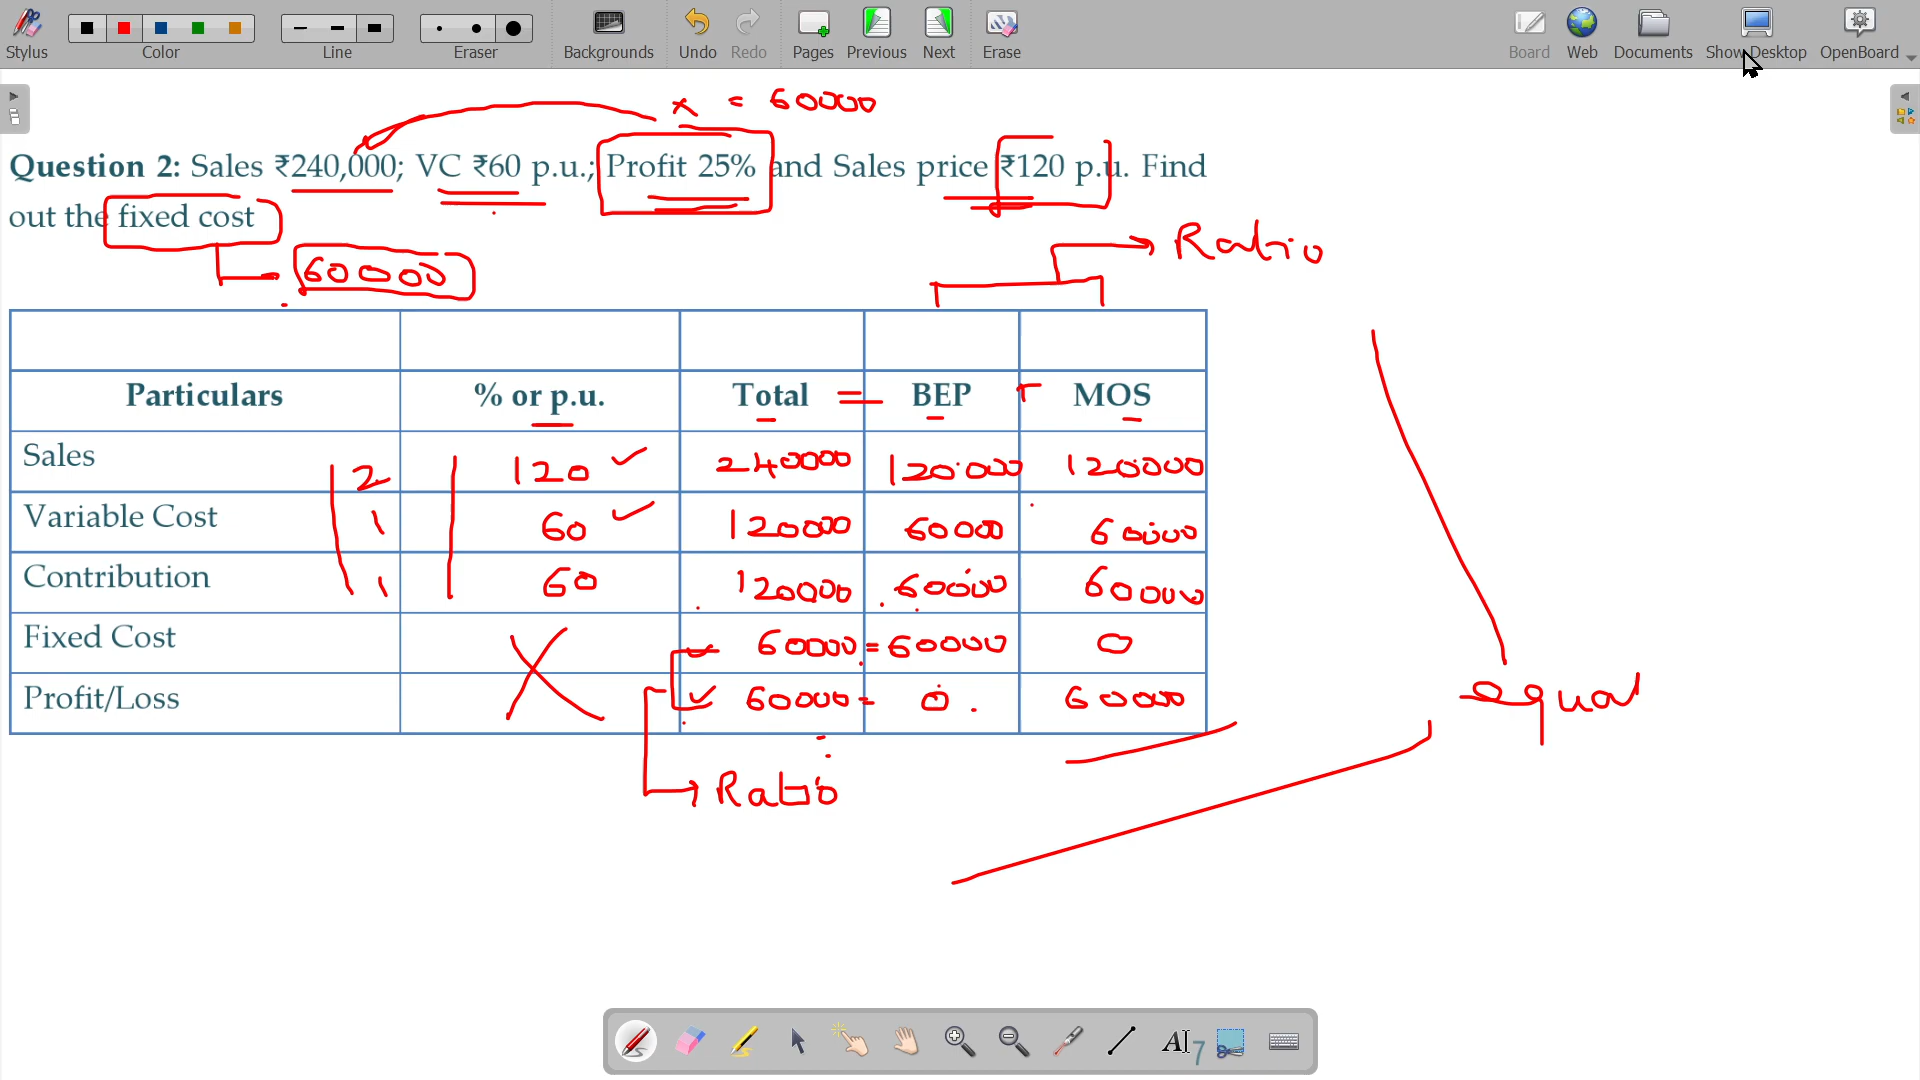 Stylus Color Line Eraser Backgrounds Undo Redo Pages Previous Next Erase Board Web Documents Show Desktop OpenBoard
x = 60000
Question 2: Sales ₹240,000; VC ₹60 p.u.; Profit 25% and Sales price ₹120 p.u. Find
out the fixed cost
Ratio
60000
Particulars % or p.u. Total = BEP + MOS
Sales 2 120 ✓ 240000 120000 120000
Variable Cost 1 60 ✓ 120000 60000 60000
Contribution 1 60 120000 60000 60000
Fixed Cost X ✓ 60000 = 60000 0
Profit/Loss ✓ 60000 = 0 60000
equal
Ratio
7